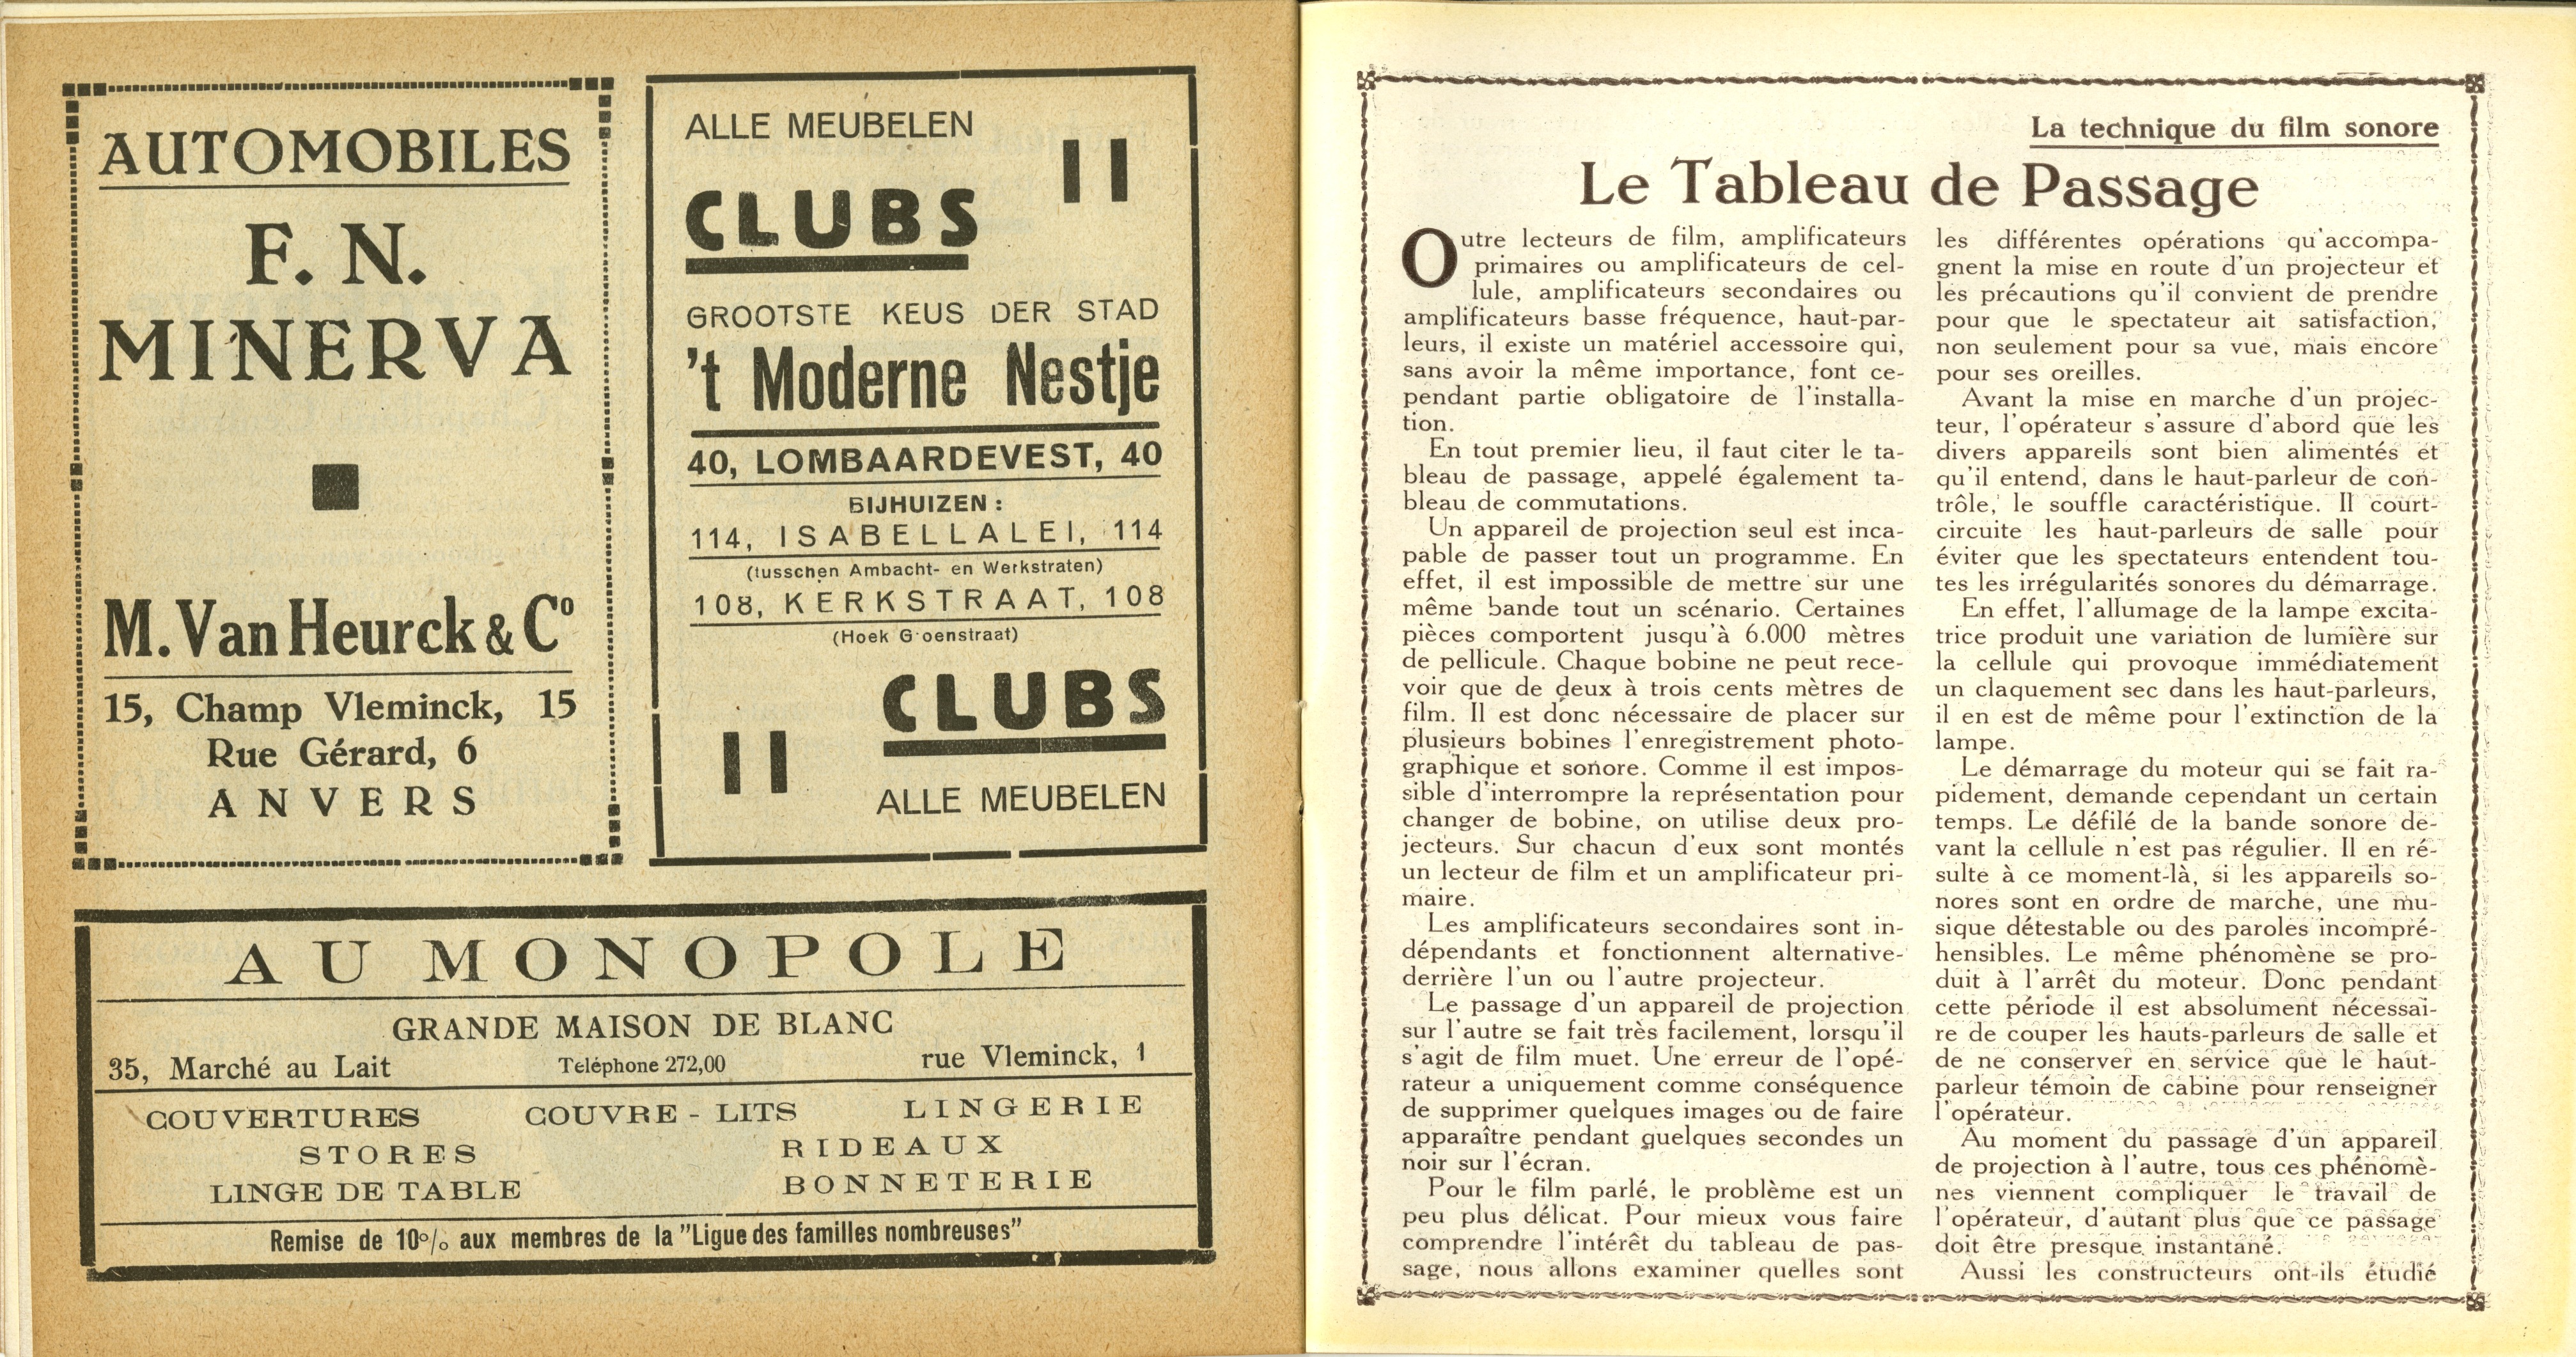 AUTOMOBILES
F. N.
MINERVA
M. Van Heurck & Cº
15, Champ Vleminck, 15
Rue Gérard, 6
ANVERS
ALLE MEUBELEN
CLUBS
GROOTSTE KEUS DER STAD
't Moderne Nestje
40, LOMBAARDEVEST, 40
BIJHUIZEN :
114, ISABELLALEI, 114
(tusschen Ambacht- en Werkstraten)
108, KERKSTRAAT, 108
(Hoek G oenstraat)
CLUBS
ALLE MEUBELEN
AU MONOPOLE
GRANDE MAISON DE BLANC
35, Marché au Lait Teléphone 272,00 rue Vleminck, 1
COUVERTURES COUVRE - LITS LINGERIE
STORES RIDEAUX
LINGE DE TABLE BONNETERIE
Remise de 10% aux membres de la "Ligue des familles nombreuses"
La technique du film sonore
Le Tableau de Passage
Outre lecteurs de film, amplificateurs
primaires ou amplificateurs de cel-
lule, amplificateurs secondaires ou
amplificateurs basse fréquence, haut-par-
leurs, il existe un matériel accessoire qui,
sans avoir la même importance, font ce-
pendant partie obligatoire de l'installa-
tion.
En tout premier lieu, il faut citer le ta-
bleau de passage, appelé également ta-
bleau de commutations.
Un appareil de projection seul est inca-
pable de passer tout un programme. En
effet, il est impossible de mettre sur une
même bande tout un scénario. Certaines
pièces comportent jusqu'à 6.000 mètres
de pellicule. Chaque bobine ne peut rece-
voir que de deux à trois cents mètres de
film. Il est donc nécessaire de placer sur
plusieurs bobines l'enregistrement photo-
graphique et sonore. Comme il est impos-
sible d'interrompre la représentation pour
changer de bobine, on utilise deux pro-
jecteurs. Sur chacun d'eux sont montés
un lecteur de film et un amplificateur pri-
maire.
Les amplificateurs secondaires sont in-
dépendants et fonctionnent alternative-
derrière l'un ou l'autre projecteur.
Le passage d'un appareil de projection
sur l'autre se fait très facilement, lorsqu'il
s'agit de film muet. Une erreur de l'opé-
rateur a uniquement comme conséquence
de supprimer quelques images ou de faire
apparaître pendant quelques secondes un
noir sur l'écran.
Pour le film parlé, le problème est un
peu plus délicat. Pour mieux vous faire
comprendre l'intérêt du tableau de pas-
sage, nous allons examiner quelles sont
les différentes opérations qu'accompa-
gnent la mise en route d'un projecteur et
les précautions qu'il convient de prendre
pour que le spectateur ait satisfaction,
non seulement pour sa vue, mais encore
pour ses oreilles.
Avant la mise en marche d'un projec-
teur, l'opérateur s'assure d'abord que les
divers appareils sont bien alimentés et
qu'il entend, dans le haut-parleur de con-
trôle, le souffle caractéristique. Il court-
circuite les haut-parleurs de salle pour
éviter que les spectateurs entendent tou-
tes les irrégularités sonores du démarrage.
En effet, l'allumage de la lampe excita-
trice produit une variation de lumière sur
la cellule qui provoque immédiatement
un claquement sec dans les haut-parleurs,
il en est de même pour l'extinction de la
lampe.
Le démarrage du moteur qui se fait ra-
pidement, demande cependant un certain
temps. Le défilé de la bande sonore de-
vant la cellule n'est pas régulier. Il en ré-
sulte à ce moment-là, si les appareils so-
nores sont en ordre de marche, une mu-
sique détestable ou des paroles incompré-
hensibles. Le même phénomène se pro-
duit à l'arrêt du moteur. Donc pendant
cette période il est absolument nécessai-
re de couper les hauts-parleurs de salle et
de ne conserver en service que le haut-
parleur témoin de cabine pour renseigner
l'opérateur.
Au moment du passage d'un appareil
de projection à l'autre, tous ces phénomè-
nes viennent compliquer le travail de
l'opérateur, d'autant plus que ce passage
doit être presque instantané.
Aussi les constructeurs ont-ils étudié